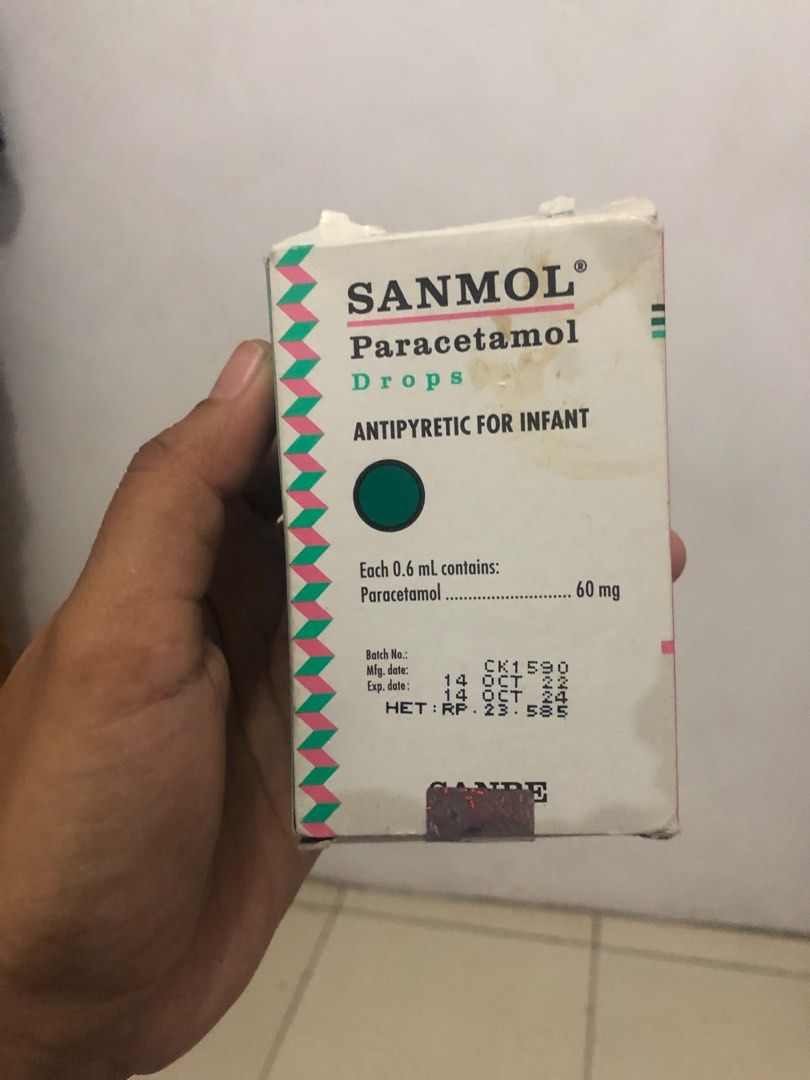 SANMOL®
Paracetamol
Drops
ANTIPYRETIC FOR INFANT
Each 0.6 mL contains:
Paracetamol ........................... 60 mg
Batch No.: CK1590
Mfg. date: 14 OCT 22
Exp. date: 14 OCT 24
HET:RP.23.585